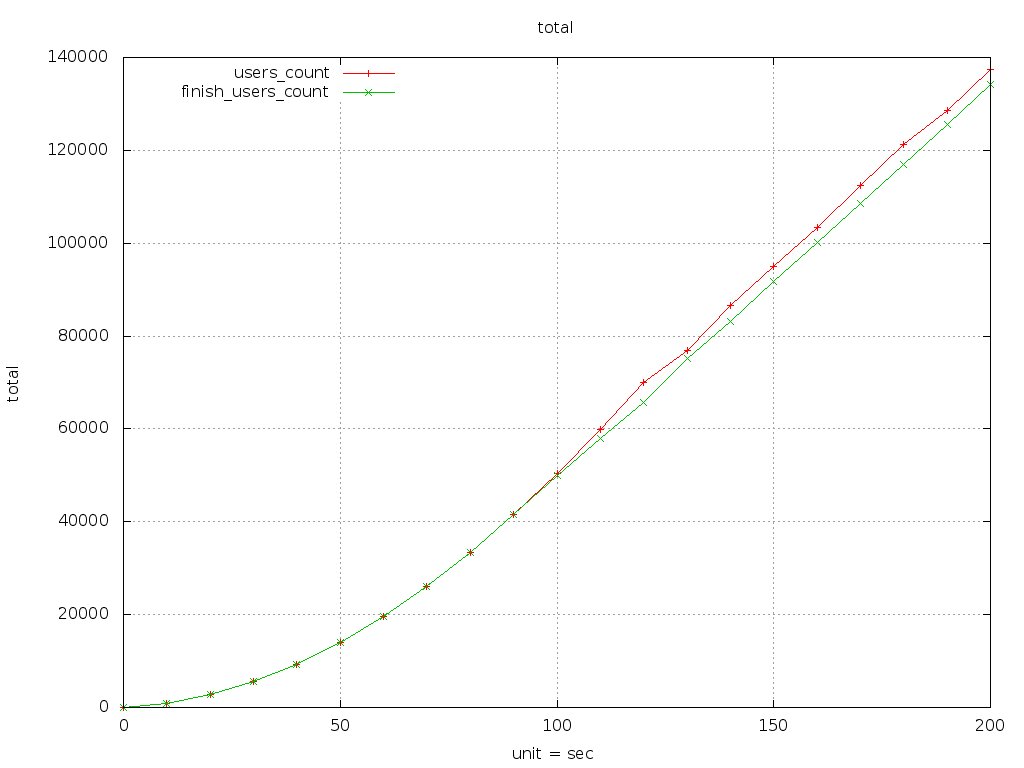 total
140000
users_count
finish_users_count
120000
100000
80000
total
60000
40000
20000
0
0 50 100 150 200
unit = sec